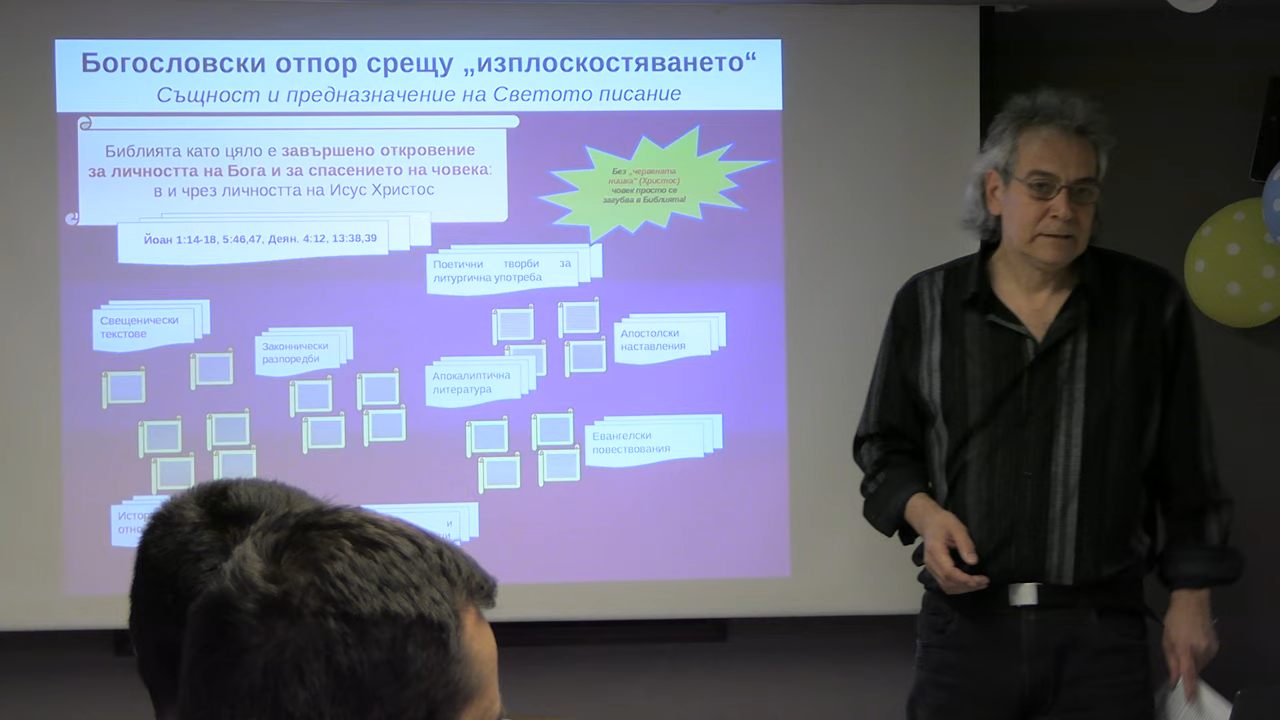 Богословски отпор срещу „изплоскостяването“
Същност и предназначение на Светото писание
Библията като цяло е завършено откровение
за личността на Бога и за спасението на човека:
в и чрез личността на Исус Христос
Без „червената
нишка“ (Христос)
човек просто се
загубва в Библията!
Йоан 1:14-18, 5:46,47, Деян. 4:12, 13:38,39
Поетични творби за
литургична употреба
Свещенически
текстове
Законнически
разпоредби
Апостолски
наставления
Апокалиптична
литература
Евангелски
повествования
и